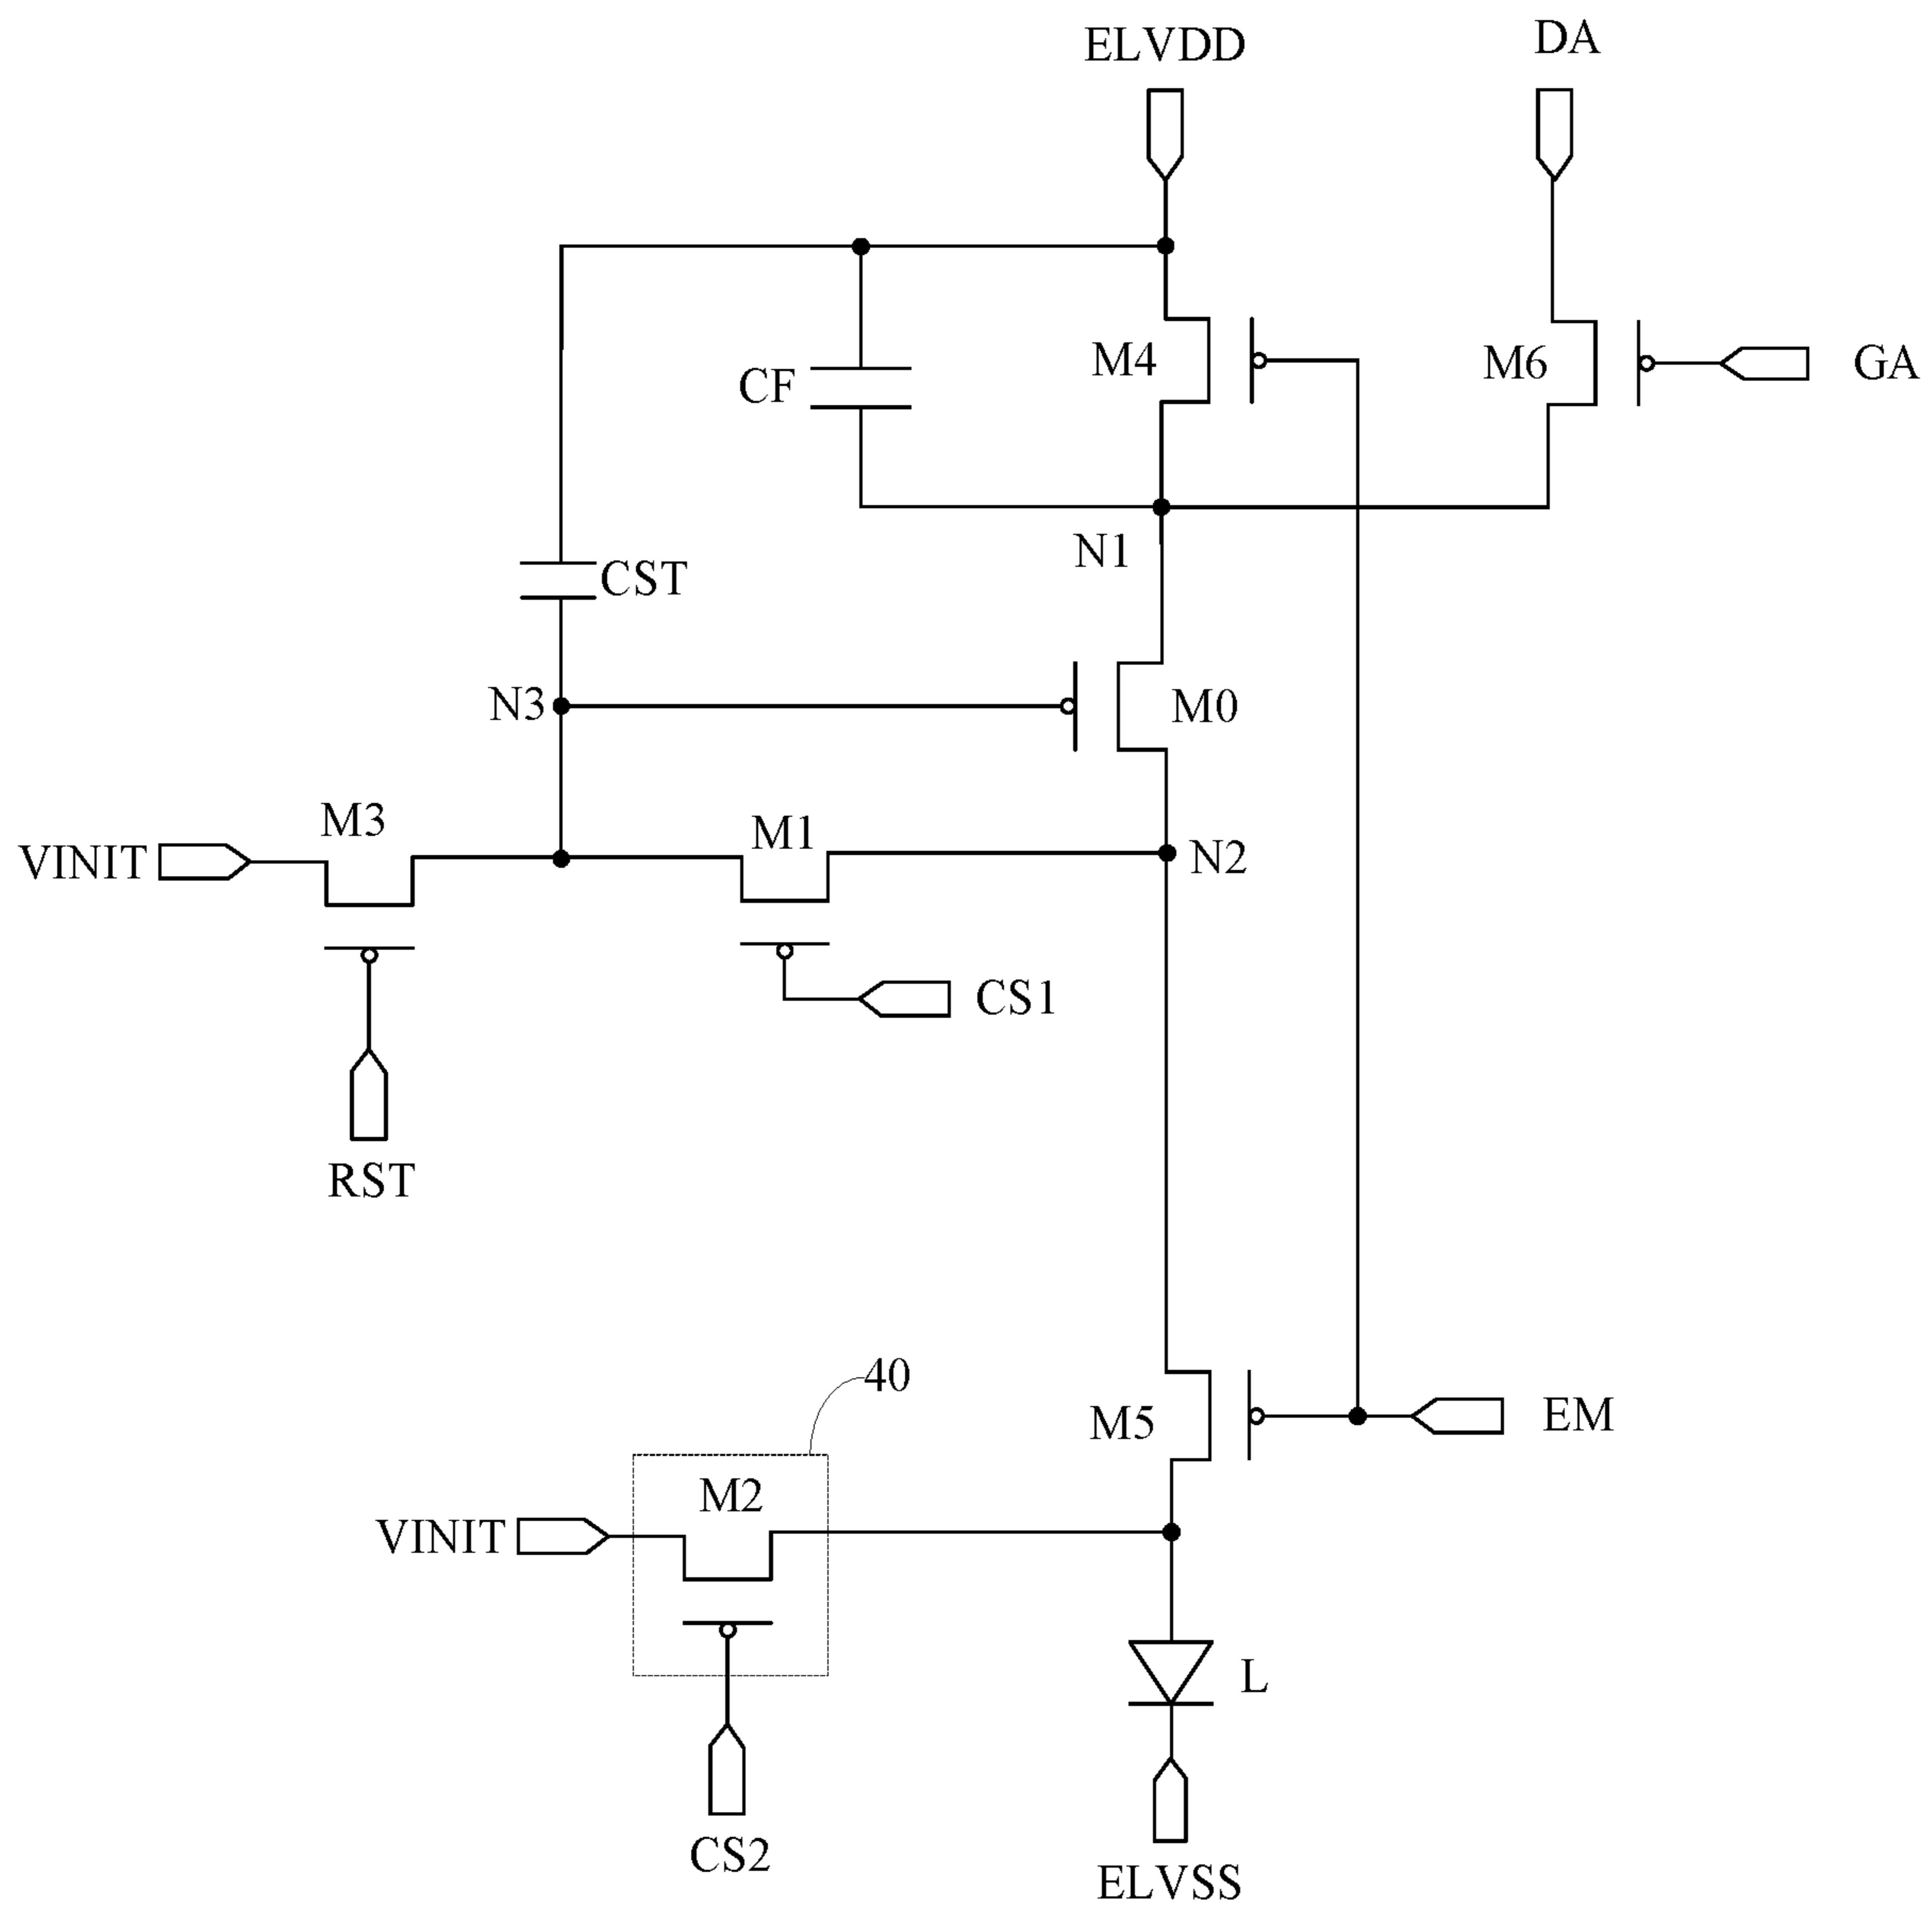 ELVDD
DA
M4
M6
GA
CF
N1
CST
N3
M0
M3
M1
VINIT
N2
CS1
RST
40
M5
EM
M2
VINIT
L
CS2
ELVSS